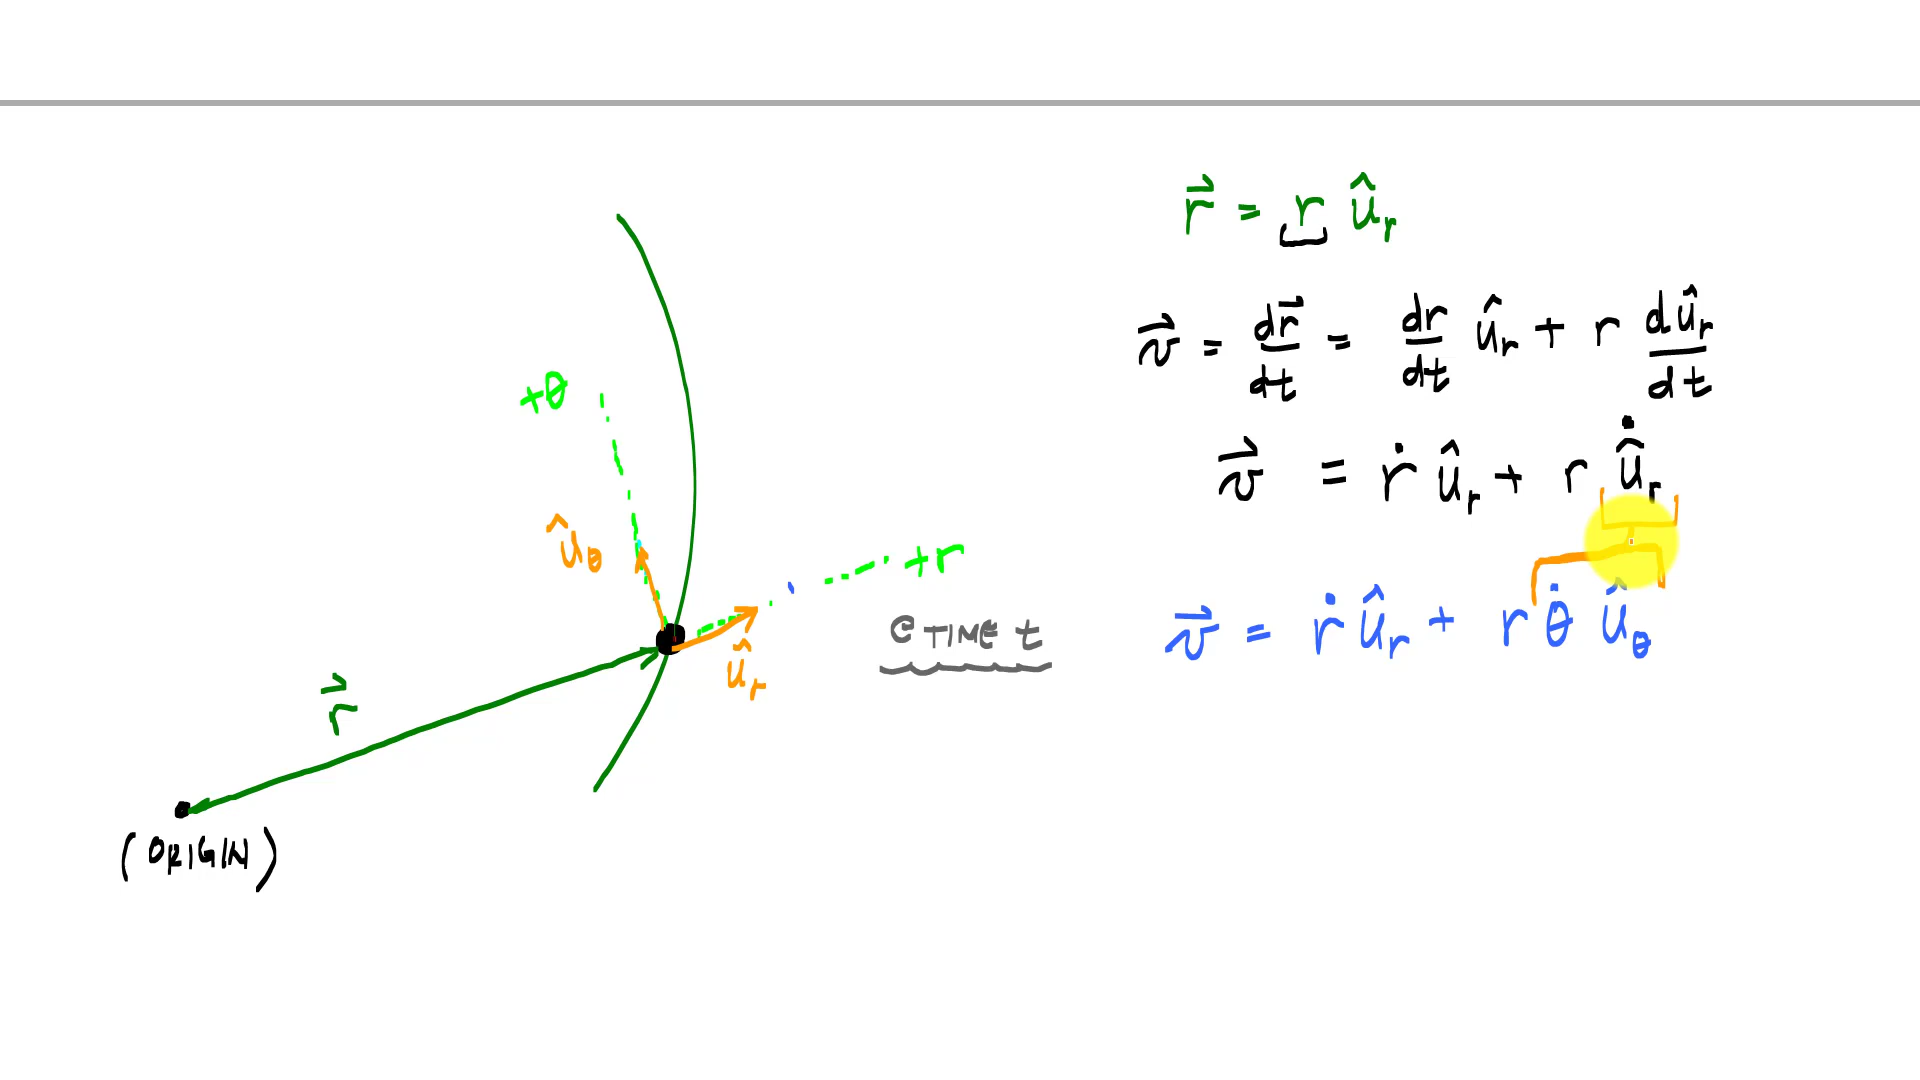 r⃗ = r û_r
v⃗ = dr⃗/dt = dr/dt û_r + r dû_r/dt
v⃗ = ṙ û_r + r û̇_r
v⃗ = ṙ û_r + r θ̇ û_θ
+θ
û_θ
+r
@ TIME t
û_r
r⃗
(ORIGIN)